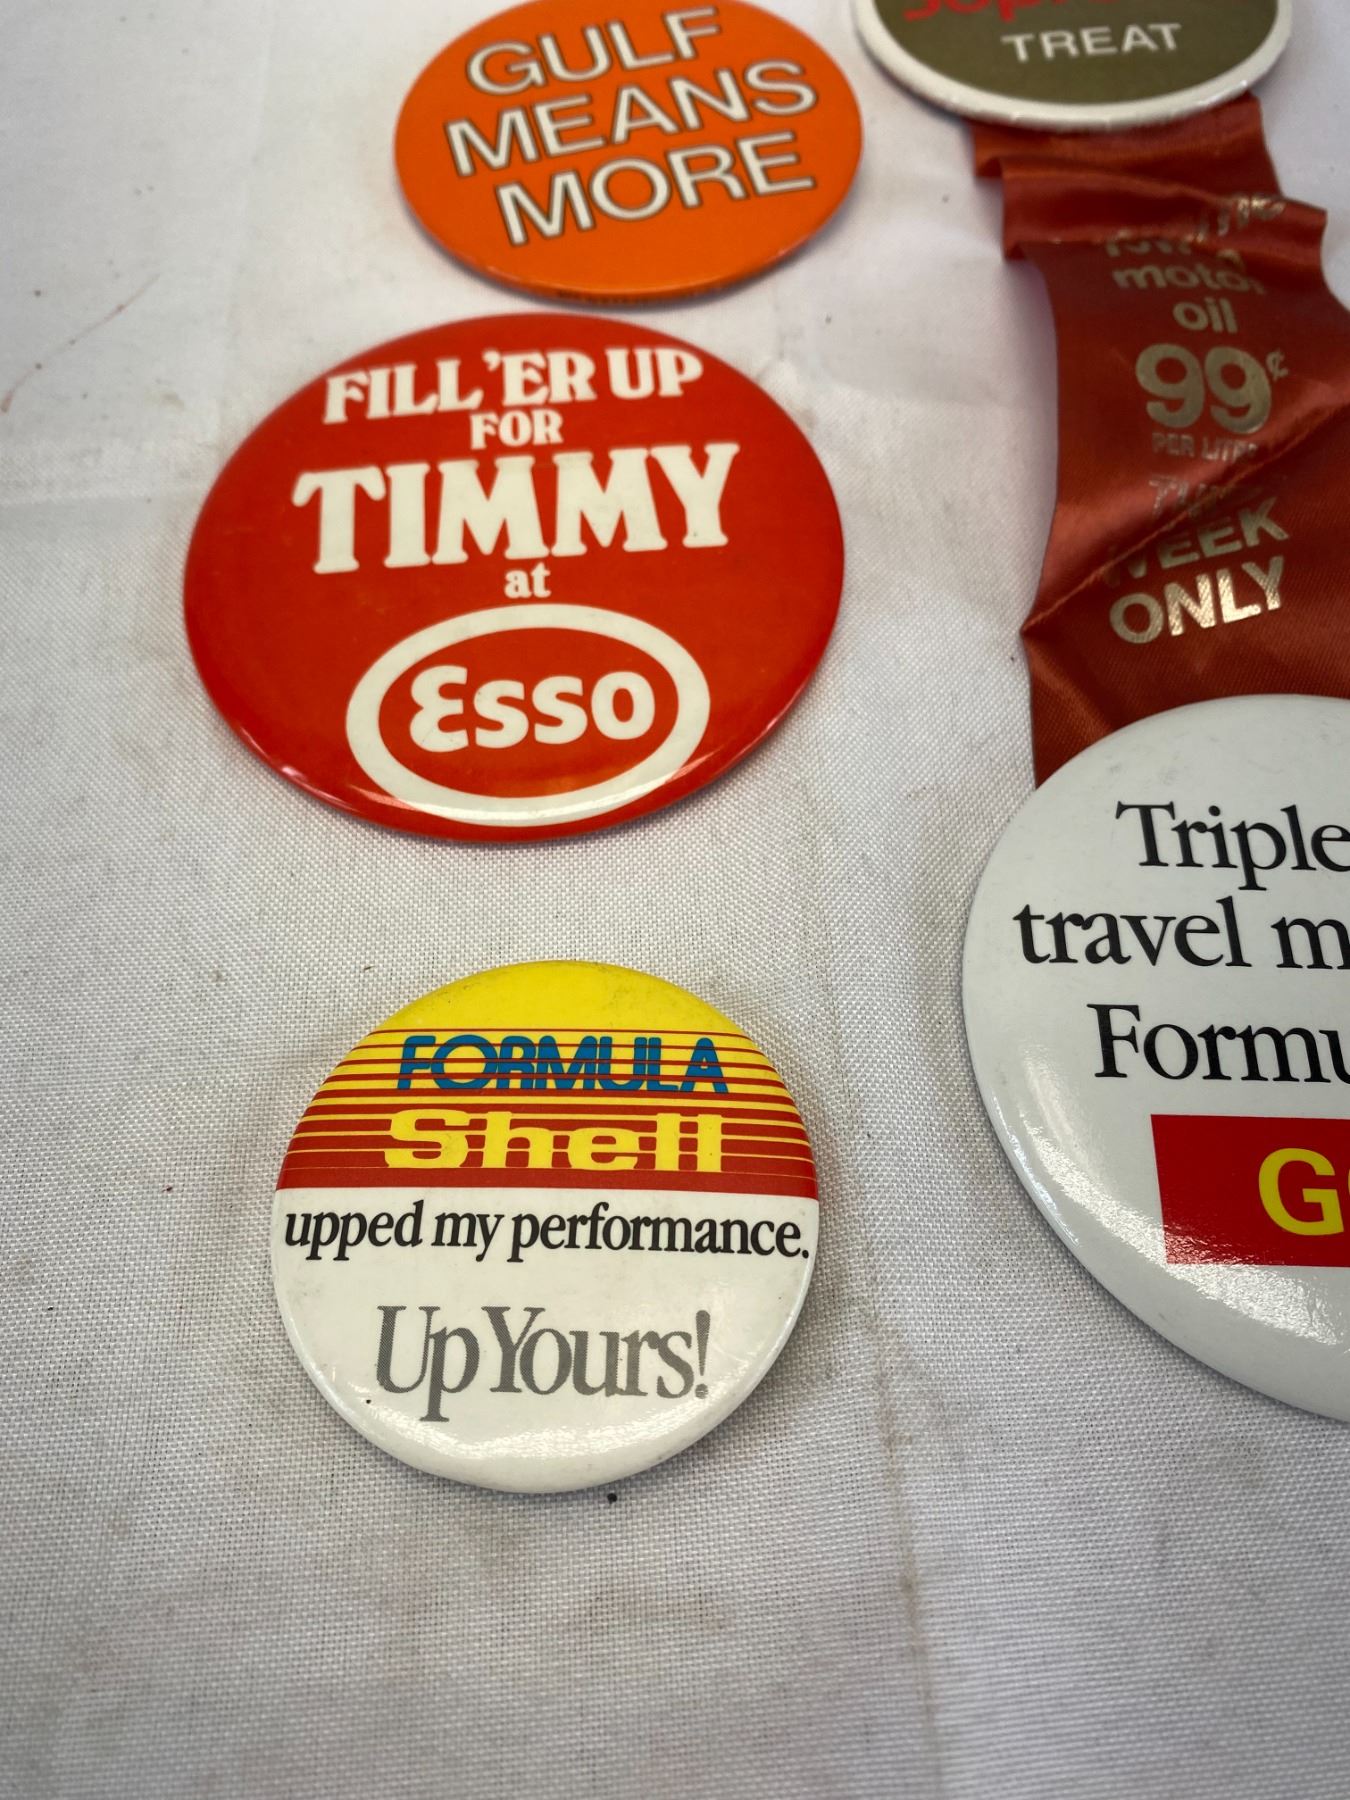 GULF
MEANS
MORE
TREAT
motor
oil
99¢
PER LITRE
WEEK
ONLY
FILL 'ER UP
FOR
TIMMY
at
Esso
Triple
travel m
Formu
G
FORMULA
Shell
upped my performance.
Up Yours!